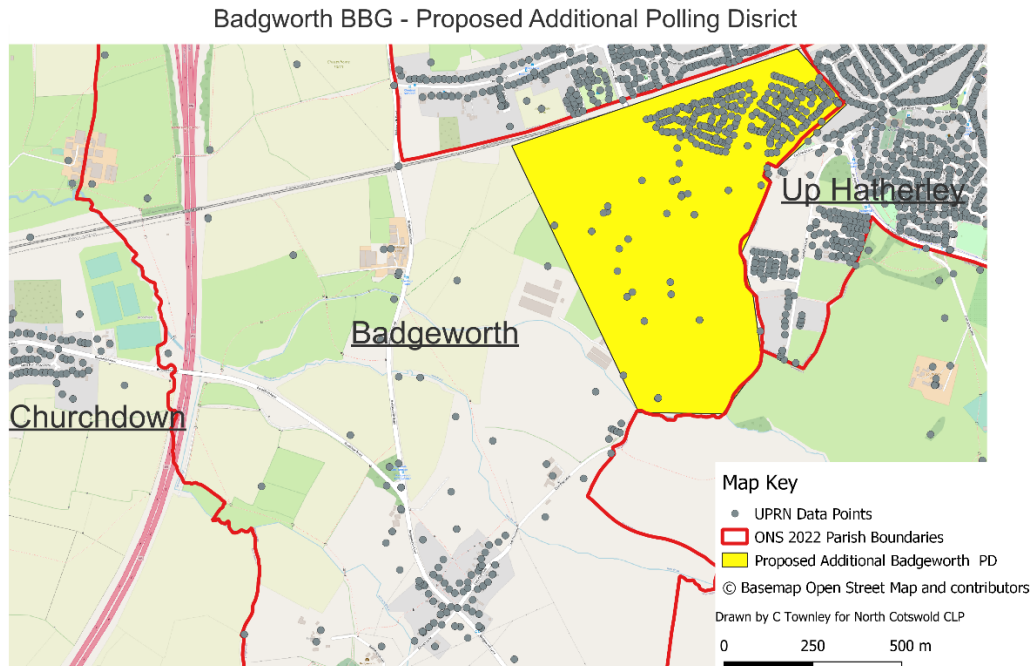 Badgworth BBG - Proposed Additional Polling Disrict
Up Hatherley
Badgeworth
Churchdown
Map Key
UPRN Data Points
ONS 2022 Parish Boundaries
Proposed Additional Badgeworth PD
© Basemap Open Street Map and contributors
Drawn by C Townley for North Cotswold CLP
0 250 500 m